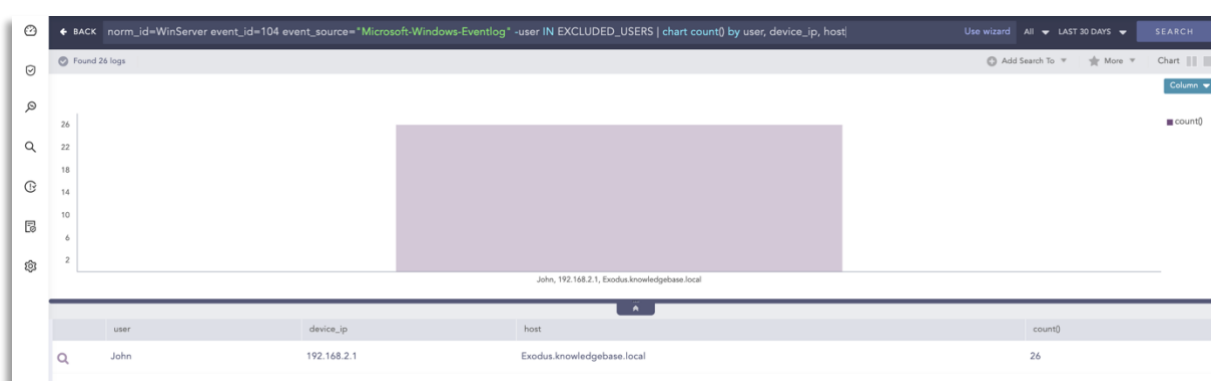 BACK norm_id=WinServer event_id=104 event_source="Microsoft-Windows-Eventlog" -user IN EXCLUDED_USERS | chart count() by user, device_ip, host Use wizard All LAST 30 DAYS SEARCH
Found 26 logs Add Search To More Chart
Column
count()
26
22
18
14
10
6
2
John, 192.168.2.1, Exodus.knowledgebase.local
user device_ip host count()
John 192.168.2.1 Exodus.knowledgebase.local 26